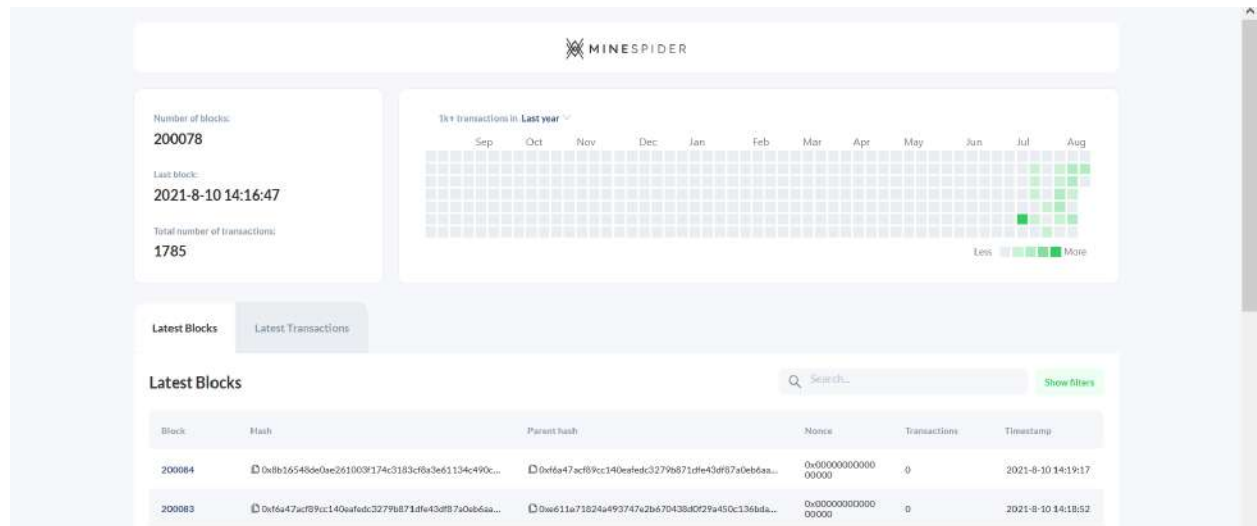 MINESPIDER
Number of blocks:
200078
Last block:
2021-8-10 14:16:47
Total number of transactions:
1785
1k+ transactions in Last year
Sep Oct Nov Dec Jan Feb Mar Apr May Jun Jul Aug
Less More
Latest Blocks Latest Transactions
Latest Blocks
Search...
Show filters
Block Hash Parent hash Nonce Transactions Timestamp
200084 0x8b16548de0ae261003f174c3183cf8a3e61134c490c... 0xf6a47acf89cc140eafedc3279b871dfe43df87a0eb6aa... 0x00000000000 0 2021-8-10 14:19:17
00000
200083 0xf6a47acf89cc140eafedc3279b871dfe43df87a0eb6aa... 0xe611e71824a493747e2b670438d0f29a450c136bda... 0x00000000000 0 2021-8-10 14:18:52
00000